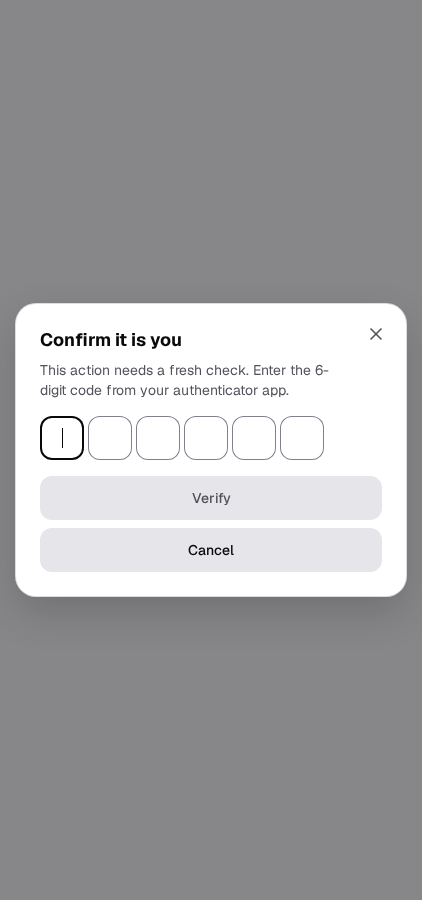 Confirm it is you
This action needs a fresh check. Enter the 6-
digit code from your authenticator app.
Verify
Cancel